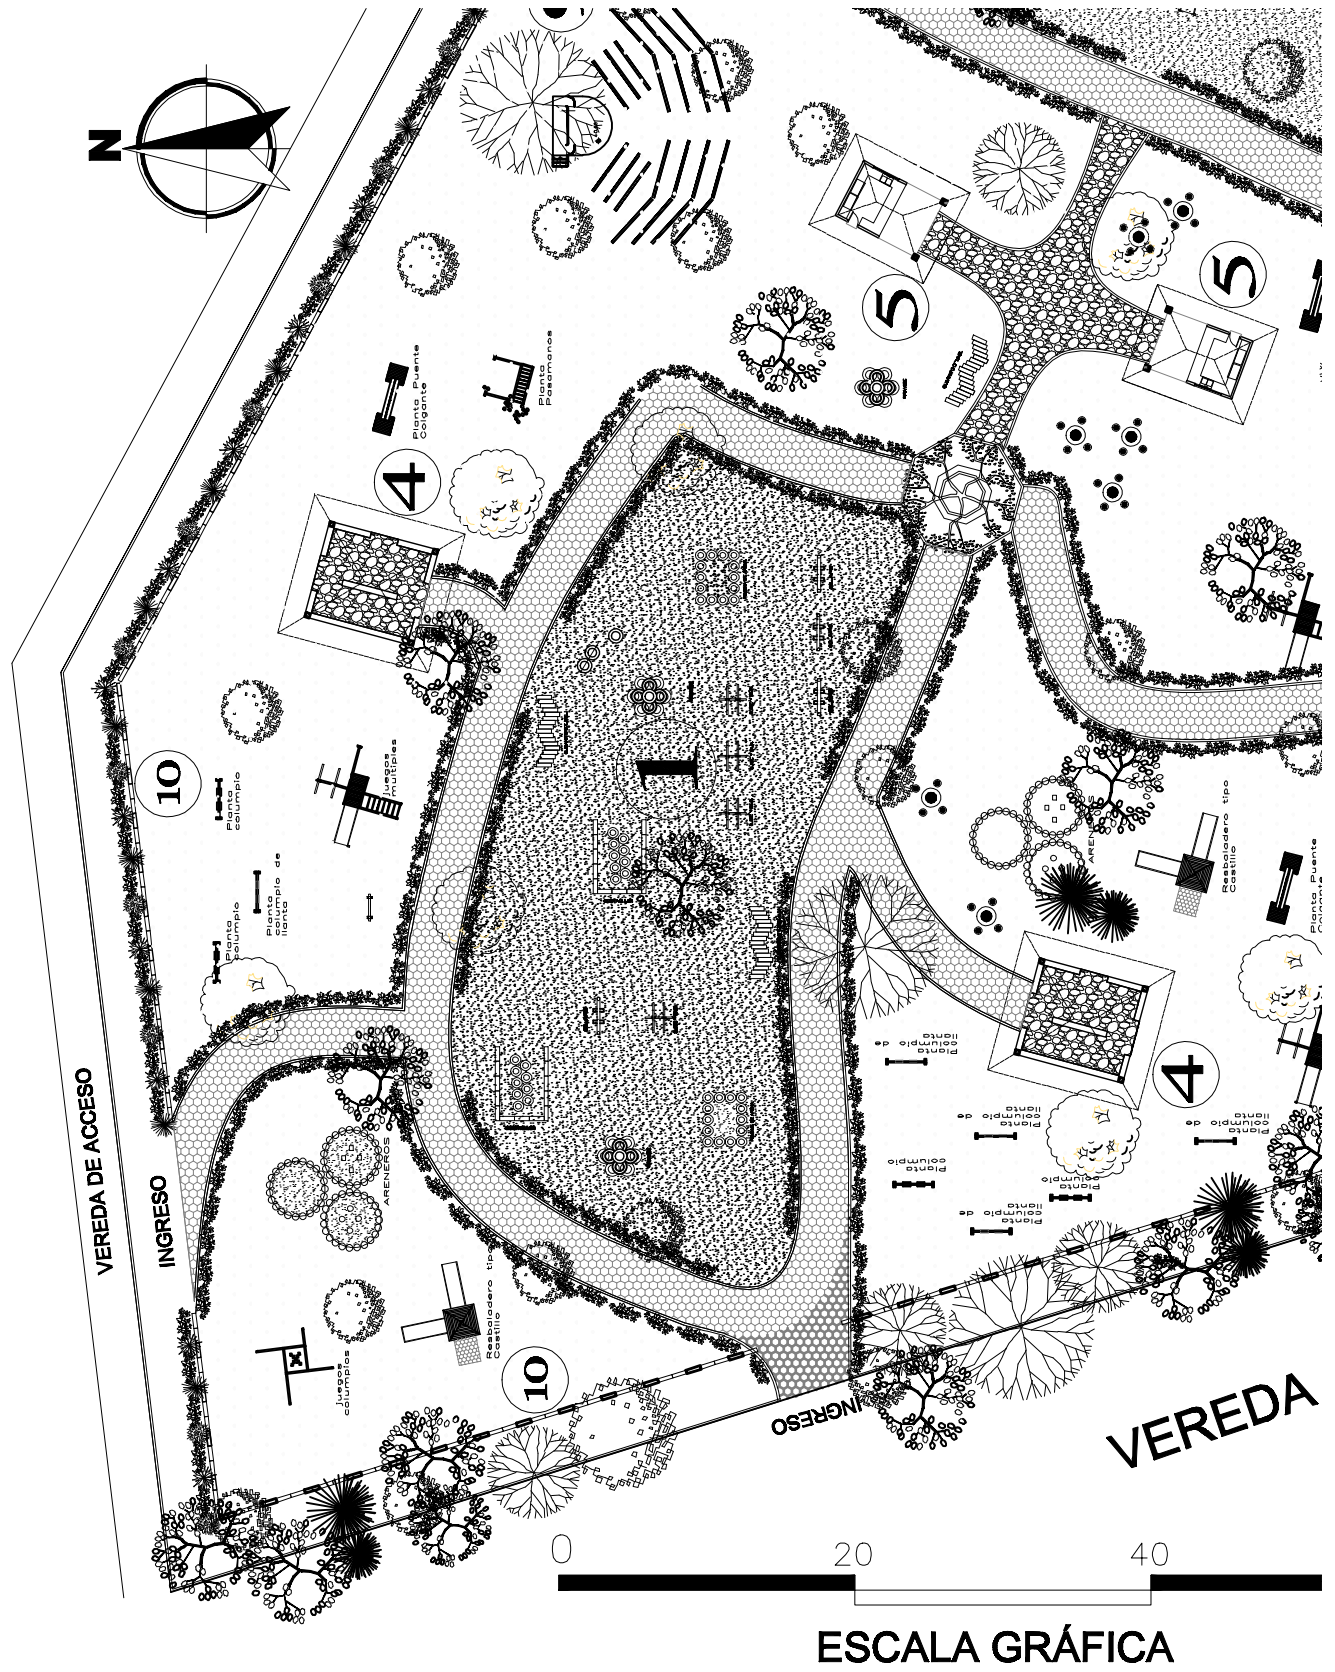 N
5
5
Planta Puente
Colgante
Planta
Pasamanos
4
10
Planta
columpio
juegos
multiples
1
Planta de
columpio de
llanta
Planta
columpio
ARENEROS
Resbaladero tipo
Castillo
Planta Puente
Colgante
Planta
columpio de
llanta
4
Planta
columpio de
llanta
Planta
columpio de
llanta
Planta
columpio
Planta
columpio
Planta
columpio de
llanta
VEREDA DE ACCESO
INGRESO
ARENEROS
Resbaladero tipo
Castillo
juegos
columpios
10
INGRESO
VEREDA
0 20 40
ESCALA GRÁFICA